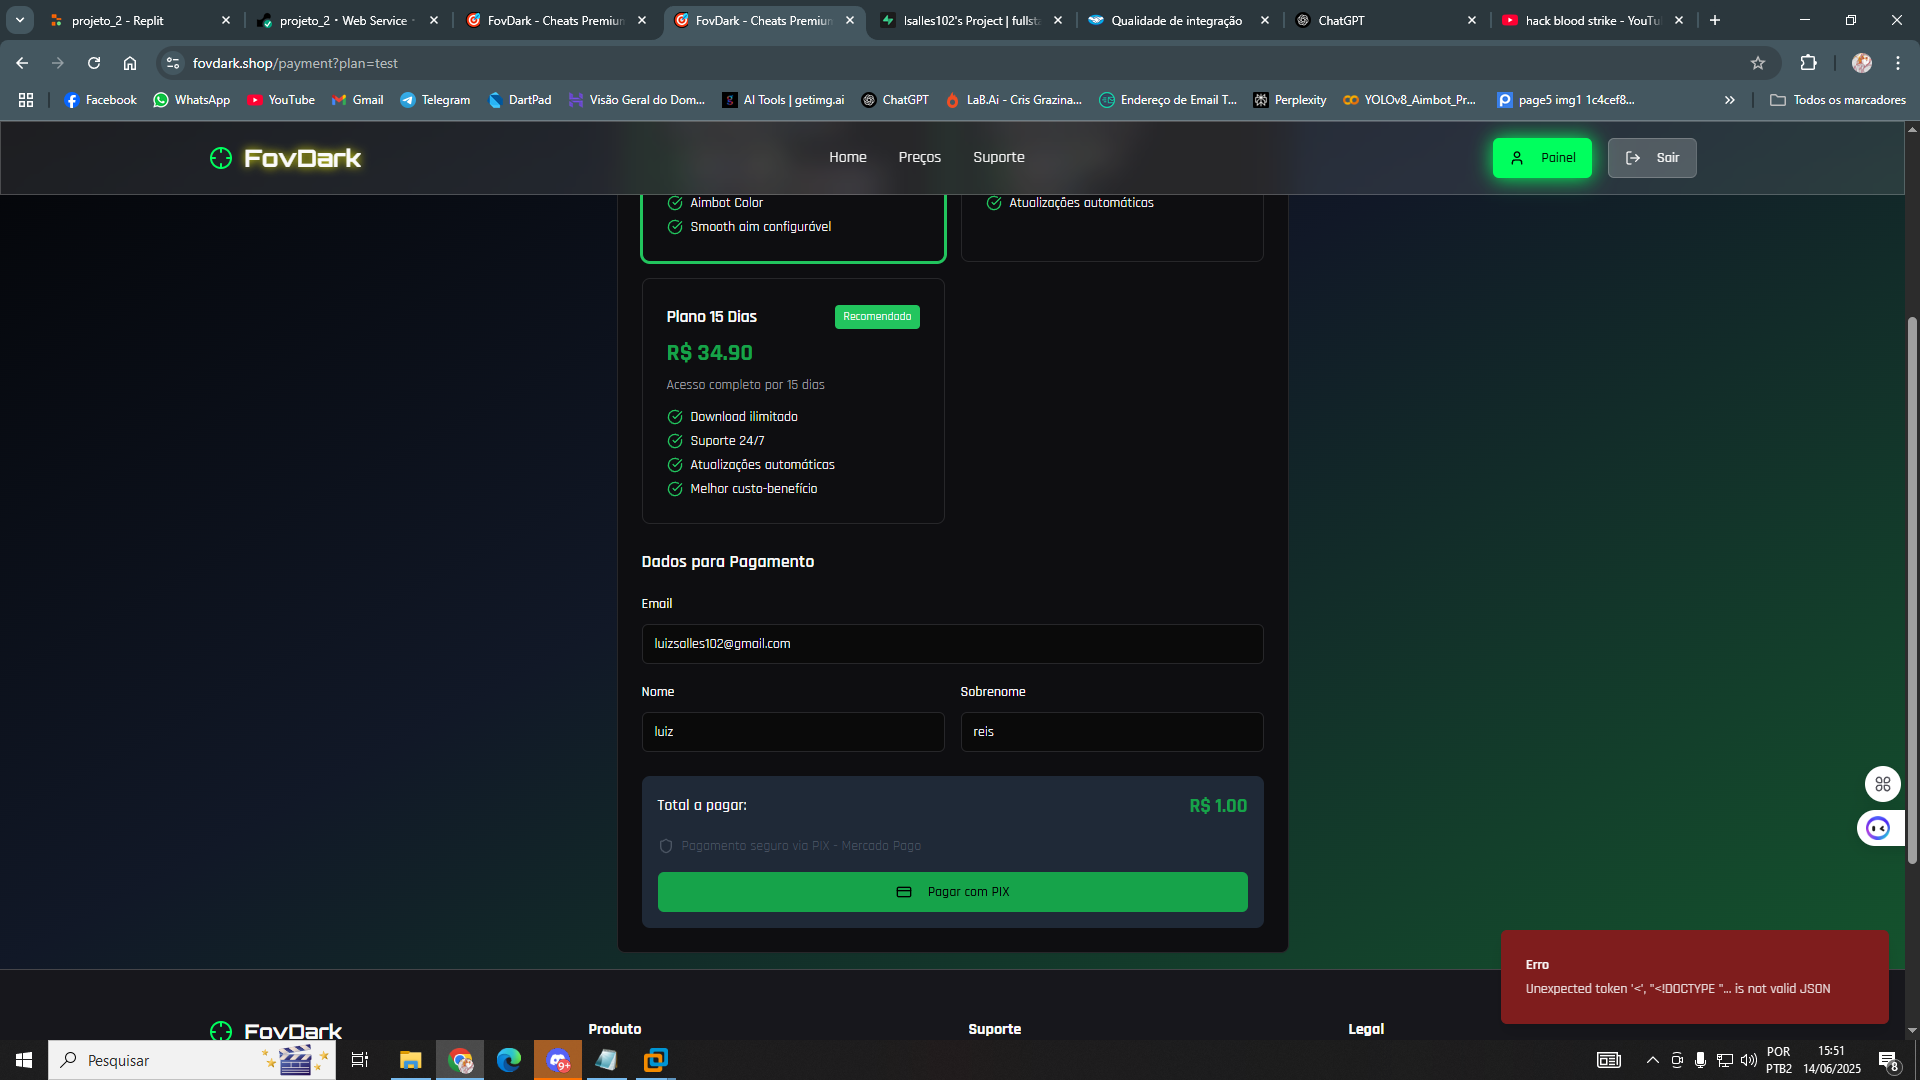 projeto_2 - Replit
projeto_2 · Web Service ·
FovDark - Cheats Premium
FovDark - Cheats Premium
lsalles102's Project | fullsta
Qualidade de integração
ChatGPT
hack blood strike - YouTu
fovdark.shop/payment?plan=test
Facebook
WhatsApp
YouTube
Gmail
Telegram
DartPad
Visão Geral do Dom...
AI Tools | getimg.ai
ChatGPT
LaB.Ai - Cris Grazina...
Endereço de Email T...
Perplexity
YOLOv8_Aimbot_Pr...
page5 img1 1c4cef8...
Todos os marcadores
FovDark
Home
Preços
Suporte
Painel
Sair
Aimbot Color
Smooth aim configurável
Atualizações automáticas
Plano 15 Dias
Recomendado
R$ 34.90
Acesso completo por 15 dias
Download ilimitado
Suporte 24/7
Atualizações automáticas
Melhor custo-benefício
Dados para Pagamento
Email
luizsalles102@gmail.com
Nome
Sobrenome
luiz
reis
Total a pagar:
R$ 1.00
Pagamento seguro via PIX - Mercado Pago
Pagar com PIX
Erro
Unexpected token '<', "<!DOCTYPE "... is not valid JSON
FovDark
Produto
Suporte
Legal
Pesquisar
9+
POR
PTB2
15:51
14/06/2025
8